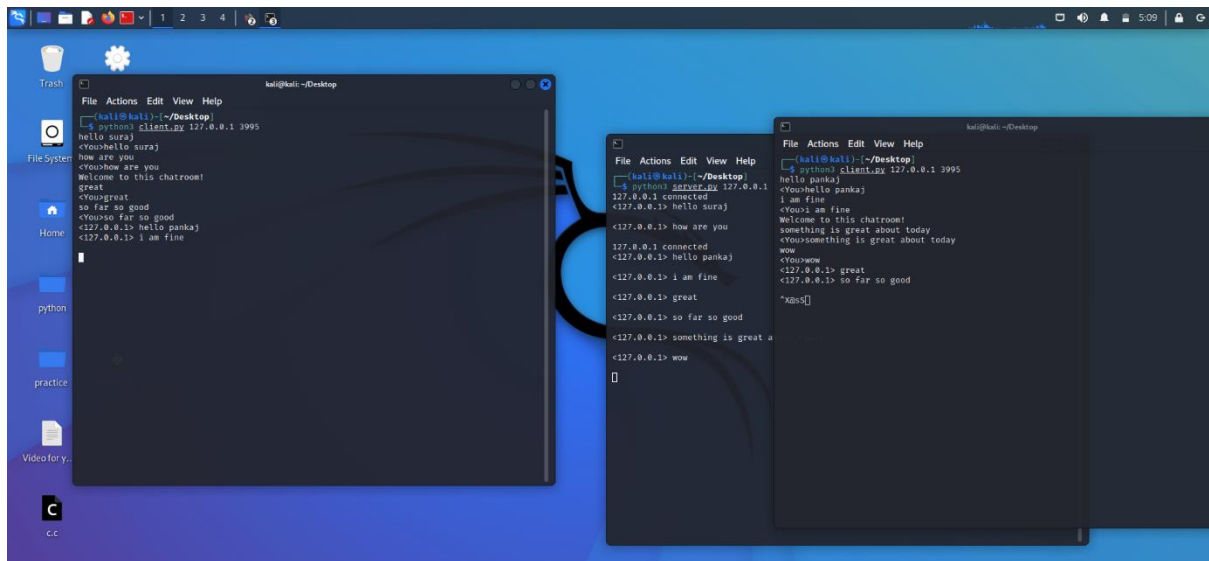 1 2 3 4
2
3
5:09
Trash
File System
Home
python
practice
Video for y...
C
c.c
kali@kali: ~/Desktop
File Actions Edit View Help
(kali㉿kali)-[~/Desktop]
$ python3 client.py 127.0.0.1 3995
hello suraj
<You>hello suraj
how are you
<You>how are you
Welcome to this chatroom!
great
<You>great
so far so good
<You>so far so good
<127.0.0.1> hello pankaj
<127.0.0.1> i am fine
File Actions Edit View Help
(kali㉿kali)-[~/Desktop]
$ python3 server.py 127.0.0.1
127.0.0.1 connected
<127.0.0.1> hello suraj
<127.0.0.1> how are you
127.0.0.1 connected
<127.0.0.1> hello pankaj
<127.0.0.1> i am fine
<127.0.0.1> great
<127.0.0.1> so far so good
<127.0.0.1> something is great a
<127.0.0.1> wow
kali@kali: ~/Desktop
File Actions Edit View Help
(kali㉿kali)-[~/Desktop]
$ python3 client.py 127.0.0.1 3995
hello pankaj
<You>hello pankaj
i am fine
<You>i am fine
Welcome to this chatroom!
something is great about today
<You>something is great about today
wow
<You>wow
<127.0.0.1> great
<127.0.0.1> so far so good
^X@sS